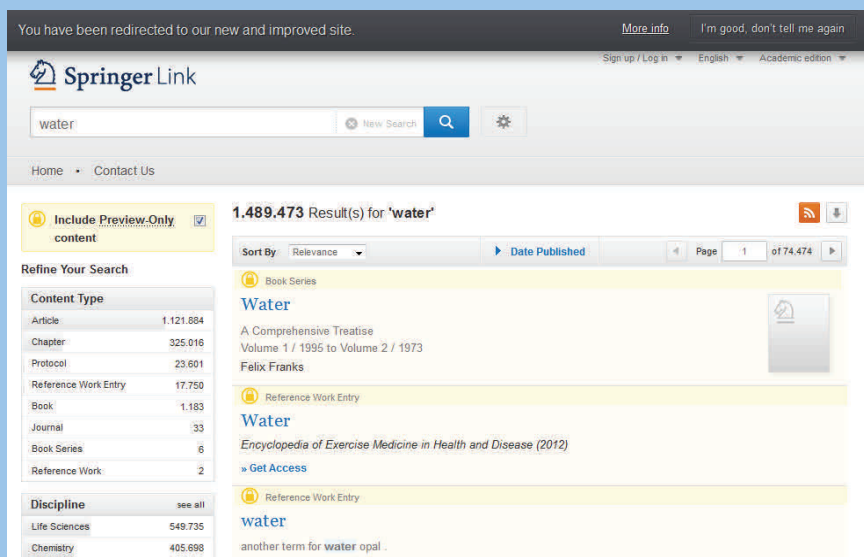 You have been redirected to our new and improved site.
More info
I'm good, don't tell me again
Sign up / Log in
English
Academic edition
Springer Link
water
New Search
Home • Contact Us
Include Preview-Only
content
1.489.473 Result(s) for 'water'
Sort By Relevance
Date Published
Page 1 of 74.474
Refine Your Search
Content Type
Article 1.121.884
Chapter 325.016
Protocol 23.601
Reference Work Entry 17.750
Book 1.183
Journal 33
Book Series 6
Reference Work 2
Discipline see all
Life Sciences 549.735
Chemistry 405.698
Book Series
Water
A Comprehensive Treatise
Volume 1 / 1995 to Volume 2 / 1973
Felix Franks
Reference Work Entry
Water
Encyclopedia of Exercise Medicine in Health and Disease (2012)
» Get Access
Reference Work Entry
water
another term for water opal .